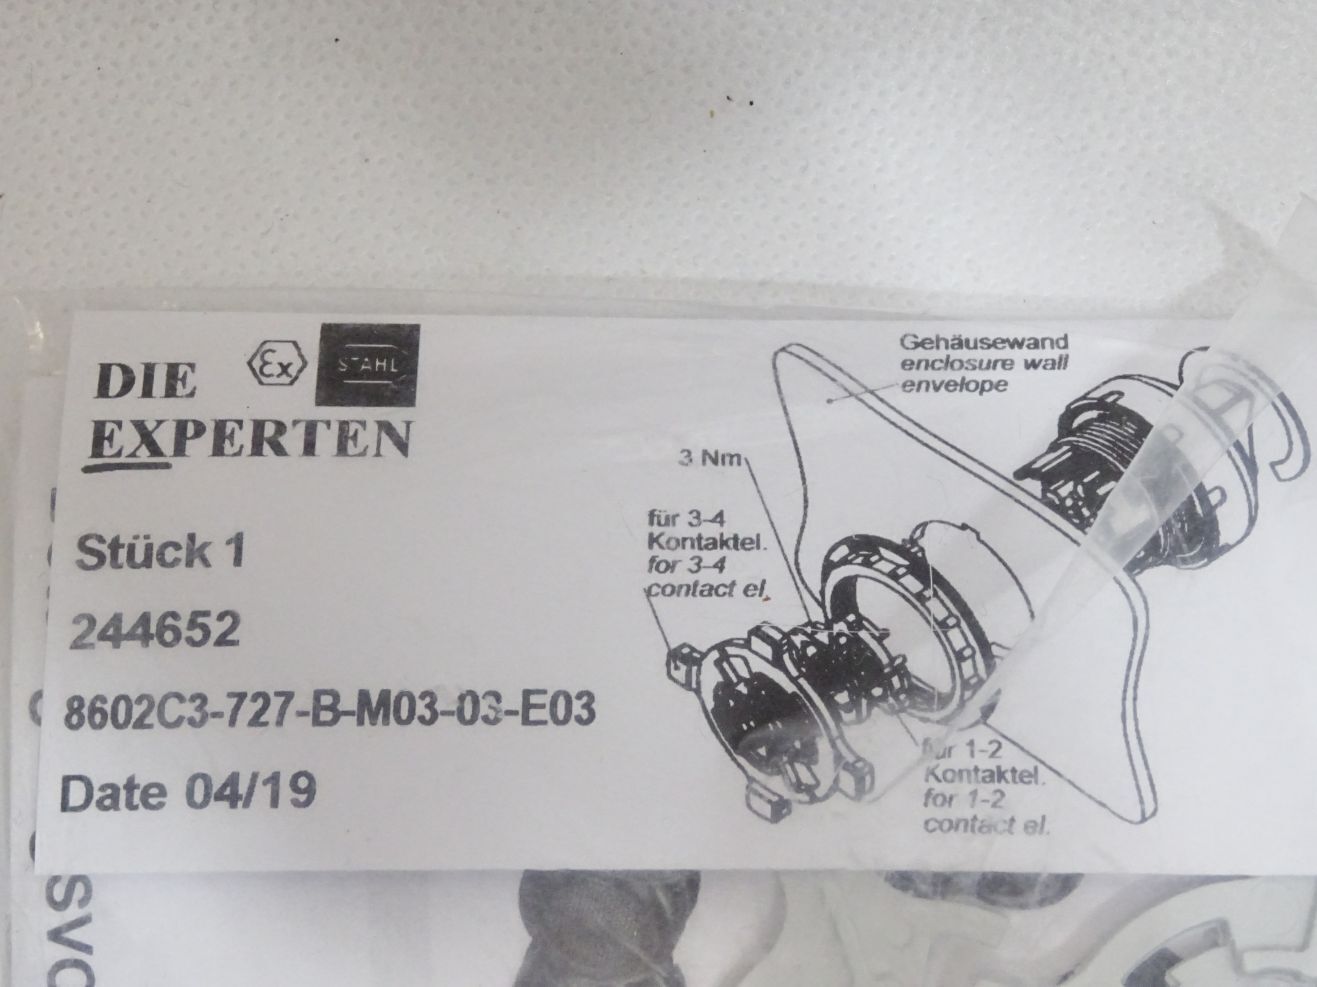 DIE
EXPERTEN
Ex
STAHL
Stück 1
244652
8602C3-727-B-M03-03-E03
Date 04/19
Gehäusewand
enclosure wall
envelope
3 Nm
für 3-4
Kontaktel.
for 3-4
contact el.
für 1-2
Kontaktel.
for 1-2
contact el.